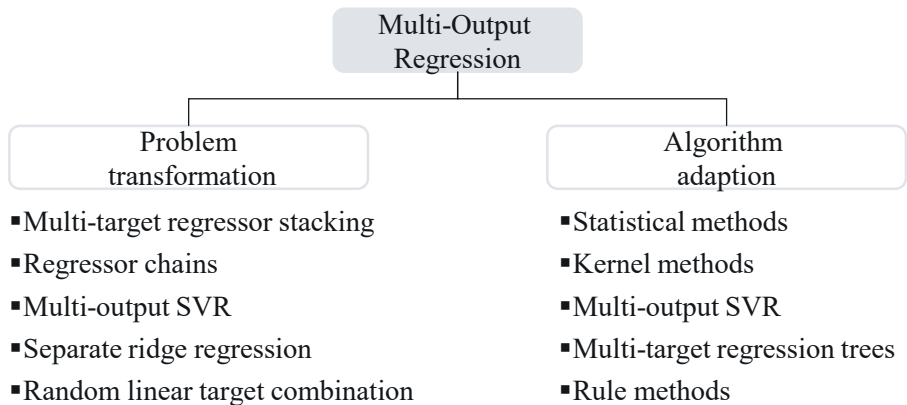 Multi-Output
Regression
Problem
transformation
▪Multi-target regressor stacking
▪Regressor chains
▪Multi-output SVR
▪Separate ridge regression
▪Random linear target combination
Algorithm
adaption
▪Statistical methods
▪Kernel methods
▪Multi-output SVR
▪Multi-target regression trees
▪Rule methods